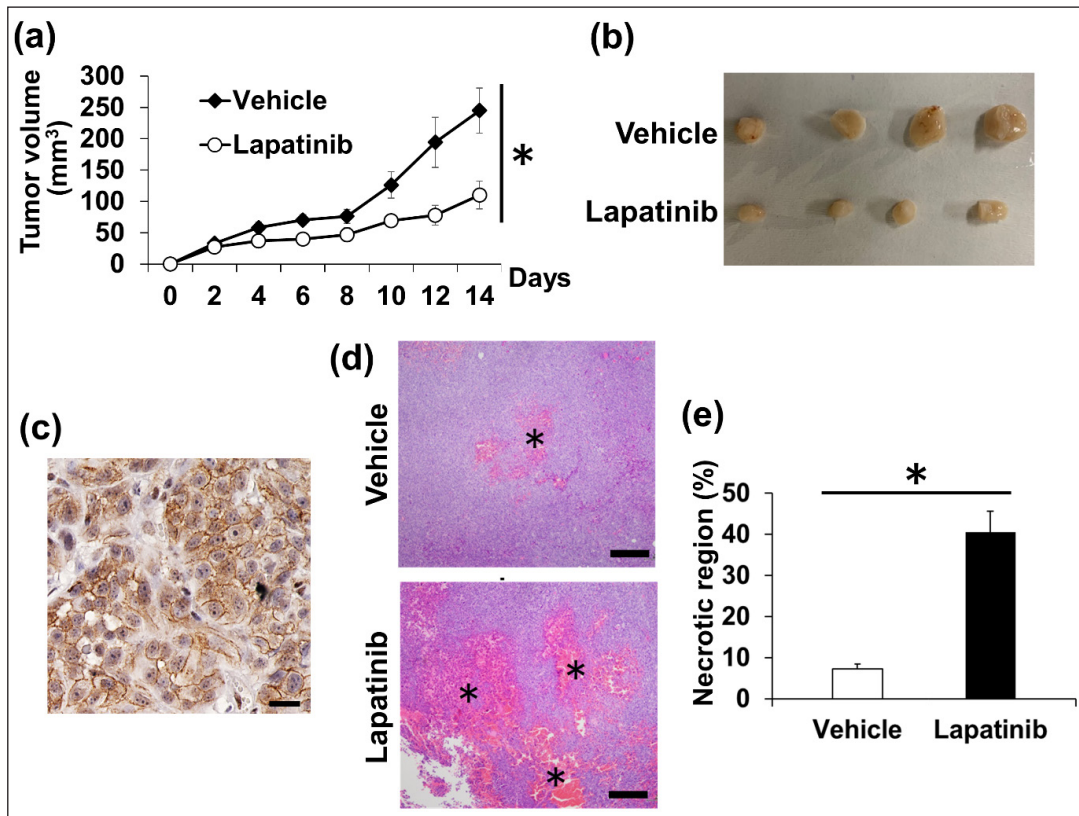 (a)
Tumor volume
(mm³)
300
250
200
150
100
50
0
Vehicle
Lapatinib
*
0 2 4 6 8 10 12 14
Days
(b)
Vehicle
Lapatinib
(c)
(d)
Vehicle
*
Lapatinib
*
*
*
(e)
Necrotic region (%)
50
40
30
20
10
0
*
Vehicle Lapatinib